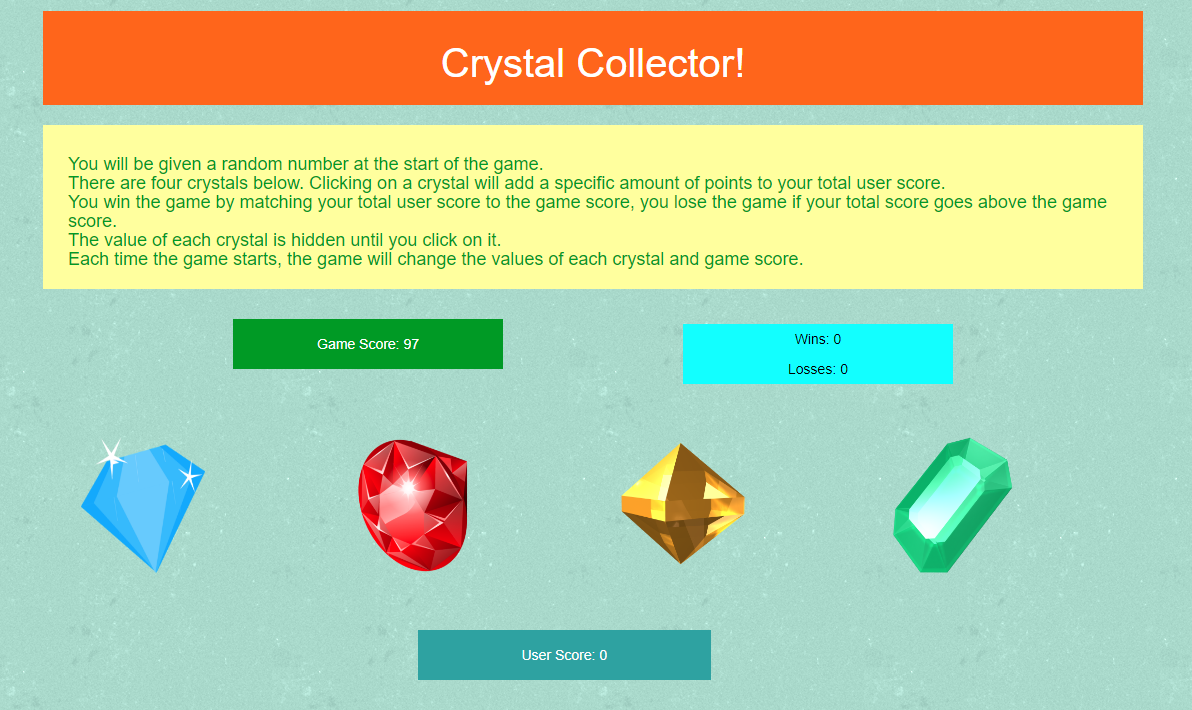 Crystal Collector!
You will be given a random number at the start of the game.
There are four crystals below. Clicking on a crystal will add a specific amount of points to your total user score.
You win the game by matching your total user score to the game score, you lose the game if your total score goes above the game
score.
The value of each crystal is hidden until you click on it.
Each time the game starts, the game will change the values of each crystal and game score.
Game Score: 97
Wins: 0
Losses: 0
User Score: 0